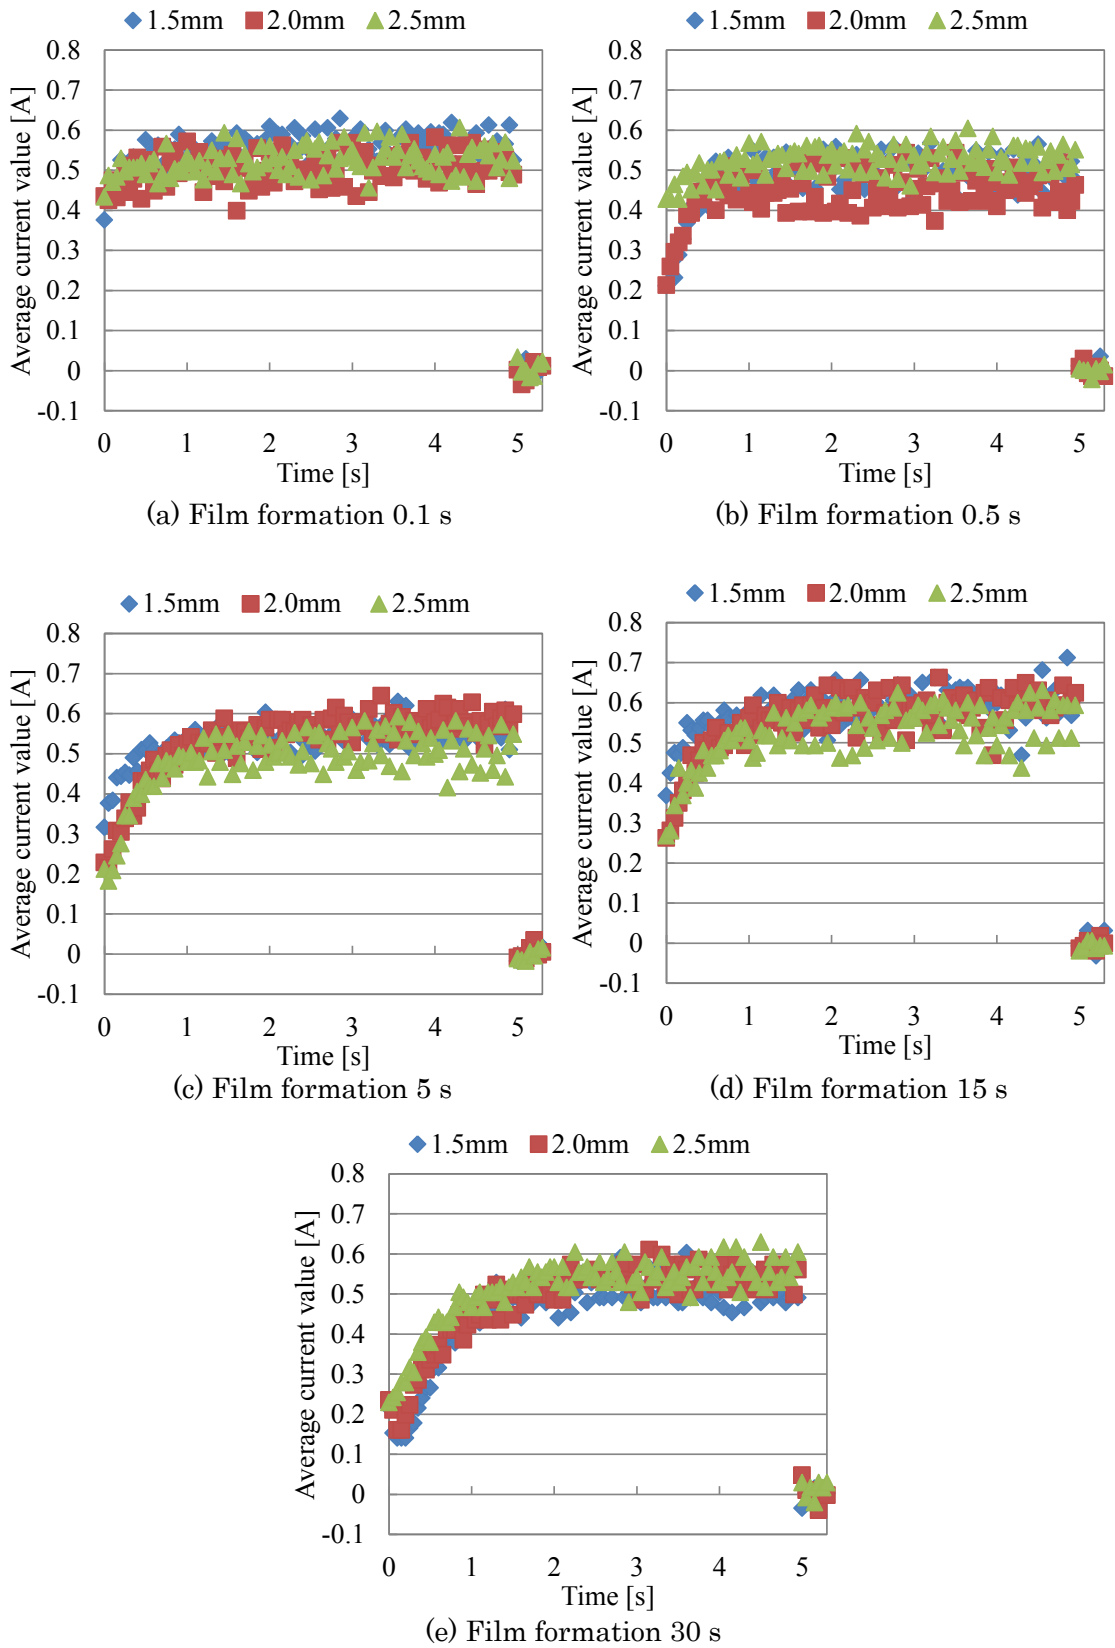 1.5mm 2.0mm 2.5mm
1.5mm 2.0mm 2.5mm
Average current value [A]
0.8
0.7
0.6
0.5
0.4
0.3
0.2
0.1
0
-0.1
0 1 2 3 4 5
Time [s]
(a) Film formation 0.1 s
Average current value [A]
0.8
0.7
0.6
0.5
0.4
0.3
0.2
0.1
0
-0.1
0 1 2 3 4 5
Time [s]
(b) Film formation 0.5 s
1.5mm 2.0mm 2.5mm
Average current value [A]
0.8
0.7
0.6
0.5
0.4
0.3
0.2
0.1
0
-0.1
0 1 2 3 4 5
Time [s]
(c) Film formation 5 s
1.5mm 2.0mm 2.5mm
Average current value [A]
0.8
0.7
0.6
0.5
0.4
0.3
0.2
0.1
0
-0.1
0 1 2 3 4 5
Time [s]
(d) Film formation 15 s
1.5mm 2.0mm 2.5mm
Average current value [A]
0.8
0.7
0.6
0.5
0.4
0.3
0.2
0.1
0
-0.1
0 1 2 3 4 5
Time [s]
(e) Film formation 30 s